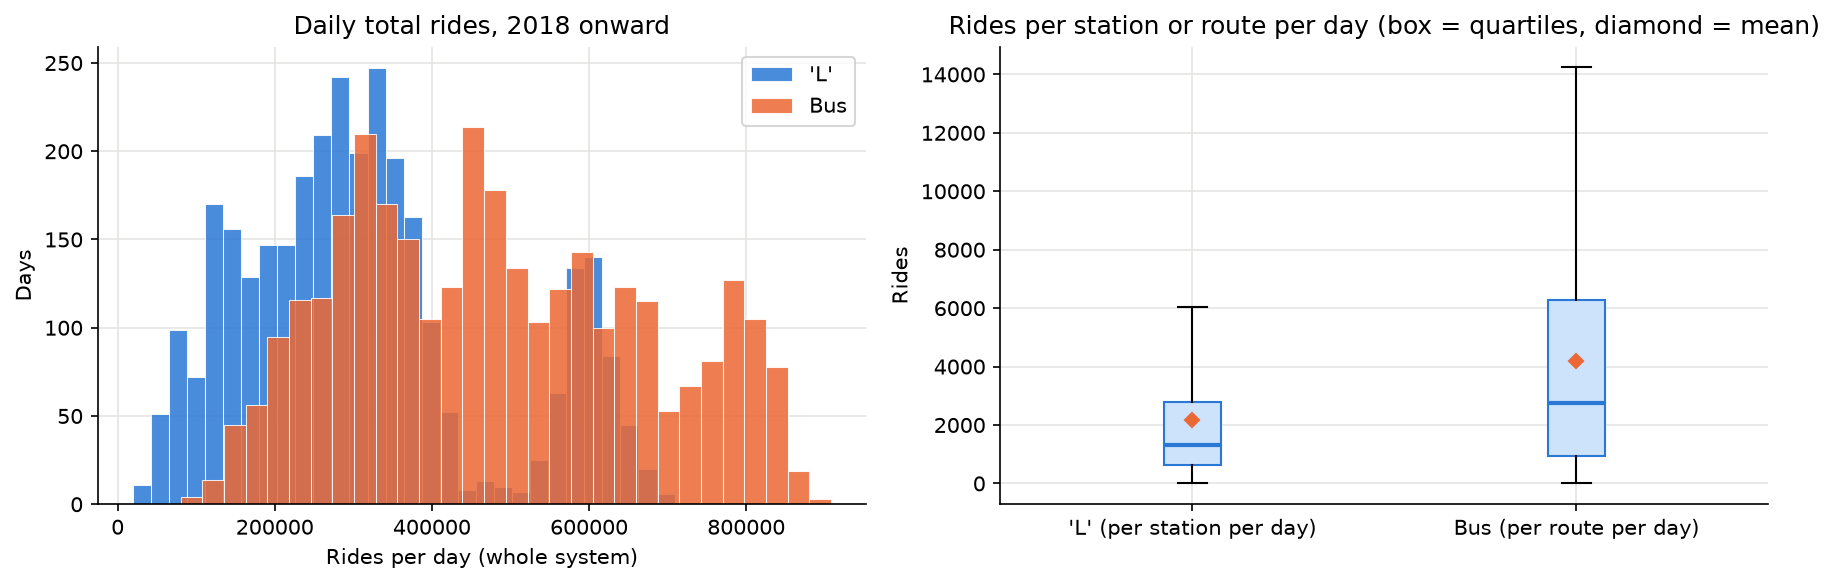 Daily total rides, 2018 onward
250
200
150
100
50
0
Days
'L'
Bus
0 200000 400000 600000 800000
Rides per day (whole system)
Rides per station or route per day (box = quartiles, diamond = mean)
14000
12000
10000
8000
6000
4000
2000
0
Rides
'L' (per station per day) Bus (per route per day)